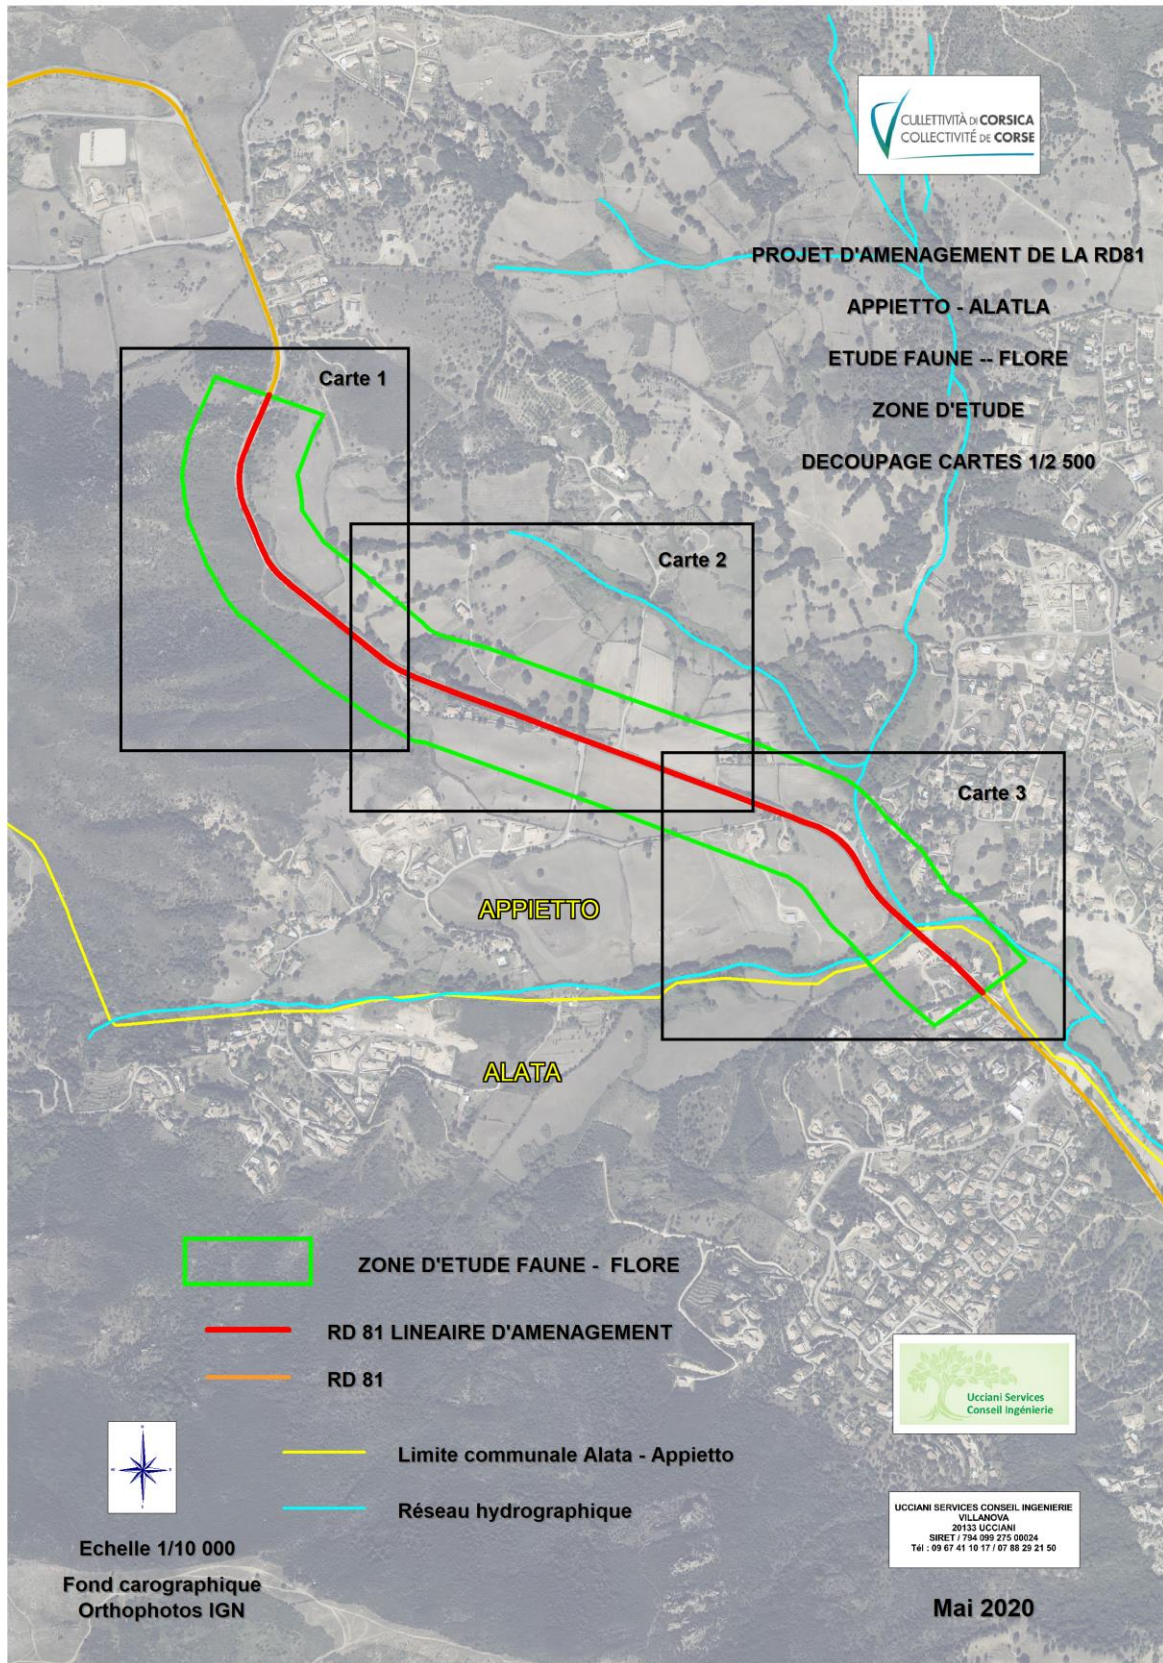 CULLETTIVITÀ DI CORSICA
COLLECTIVITÉ DE CORSE
PROJET D'AMENAGEMENT DE LA RD81
APPIETTO - ALATLA
ETUDE FAUNE -- FLORE
ZONE D'ETUDE
DECOUPAGE CARTES 1/2 500
Carte 1
Carte 2
Carte 3
APPIETTO
ALATA
ZONE D'ETUDE FAUNE - FLORE
RD 81 LINEAIRE D'AMENAGEMENT
RD 81
Limite communale Alata - Appietto
Réseau hydrographique
Echelle 1/10 000
Fond carographique
Orthophotos IGN
Ucciani Services
Conseil Ingénierie
UCCIANI SERVICES CONSEIL INGENIERIE
VILLANOVA
20133 UCCIANI
SIRET / 794 099 275 00024
Tél : 09 67 41 10 17 / 07 88 29 21 50
Mai 2020